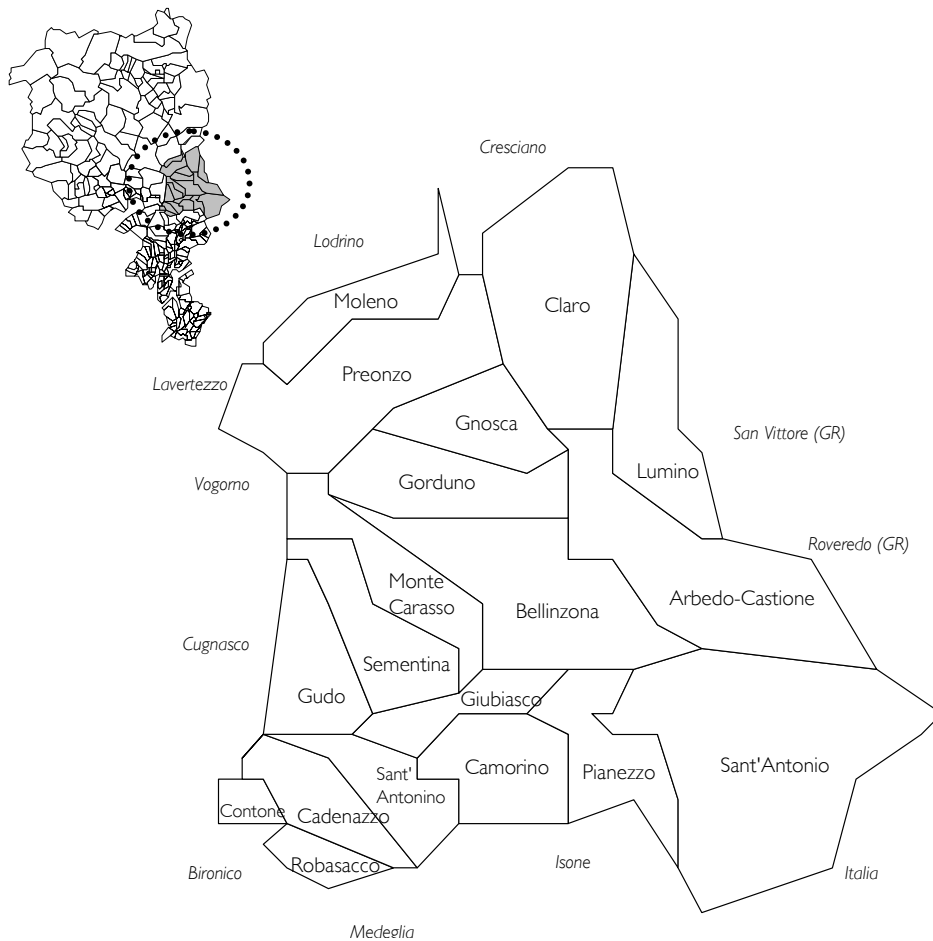 Cresciano
Lodrino
Moleno
Claro
Preonzo
Lavertezzo
Gnosca
San Vittore (GR)
Lumino
Gorduno
Vogorno
Roveredo (GR)
Monte
Carasso
Arbedo-Castione
Bellinzona
Cugnasco
Sementina
Gudo
Giubiasco
Sant'
Antonino
Camorino
Pianezzo
Sant'Antonio
Contone
Cadenazzo
Robasacco
Bironico
Isone
Italia
Medeglia